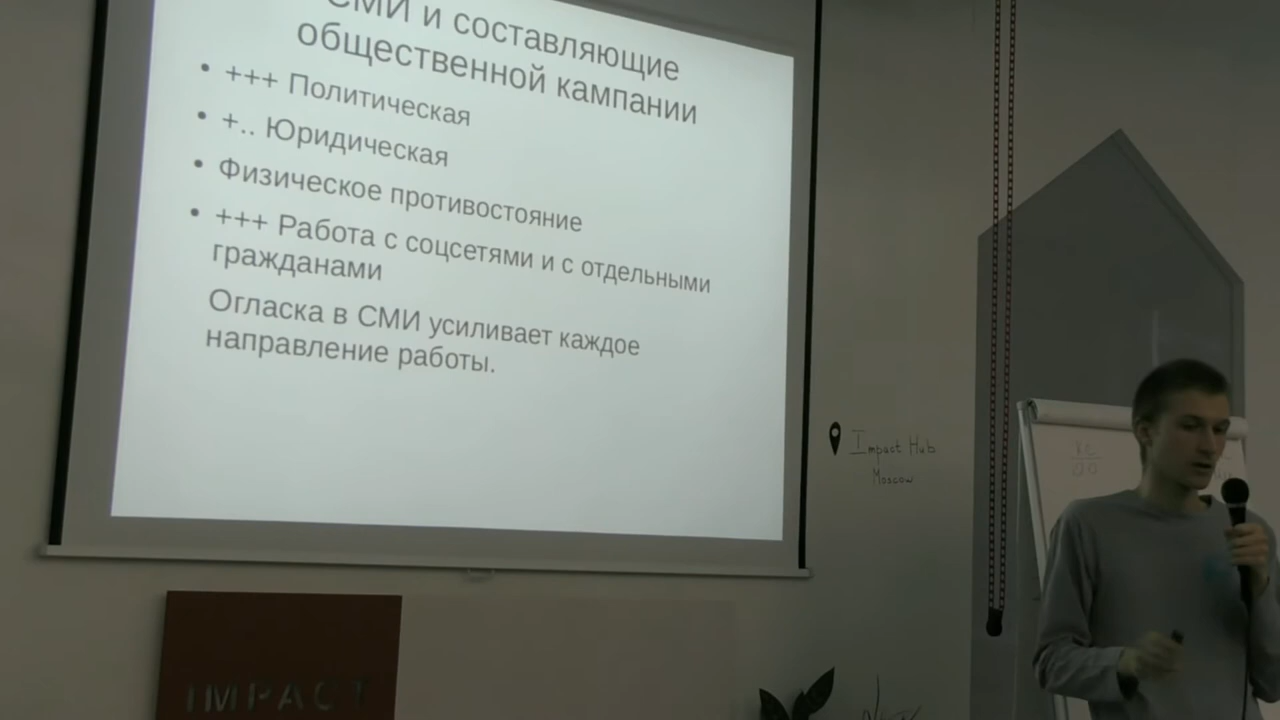 СМИ и составляющие
общественной кампании
• +++ Политическая
• +.. Юридическая
• Физическое противостояние
• +++ Работа с соцсетями и с отдельными
гражданами
Огласка в СМИ усиливает каждое
направление работы.
Impact Hub
Moscow
IMPACT